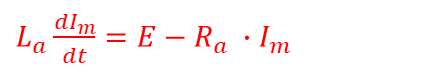 L_a dI_m/dt = E − R_a · I_m